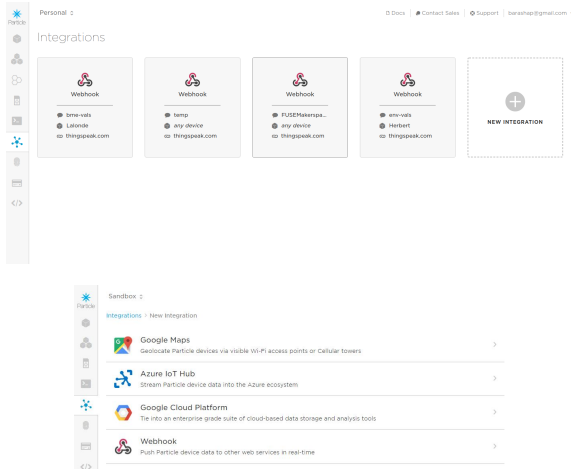 Particle
Personal
Docs
Contact Sales
Support
barashap@gmail.com
Integrations
Webhook
bme-vals
Lalonde
thingspeak.com
Webhook
temp
any device
thingspeak.com
Webhook
FUSEMakerspa...
any device
thingspeak.com
Webhook
env-vals
Herbert
thingspeak.com
NEW INTEGRATION
Particle
Sandbox
Integrations › New Integration
Google Maps
Geolocate Particle devices via visible Wi-Fi access points or Cellular towers
Azure IoT Hub
Stream Particle device data into the Azure ecosystem
Google Cloud Platform
Tie into an enterprise grade suite of cloud-based data storage and analysis tools
Webhook
Push Particle device data to other web services in real-time